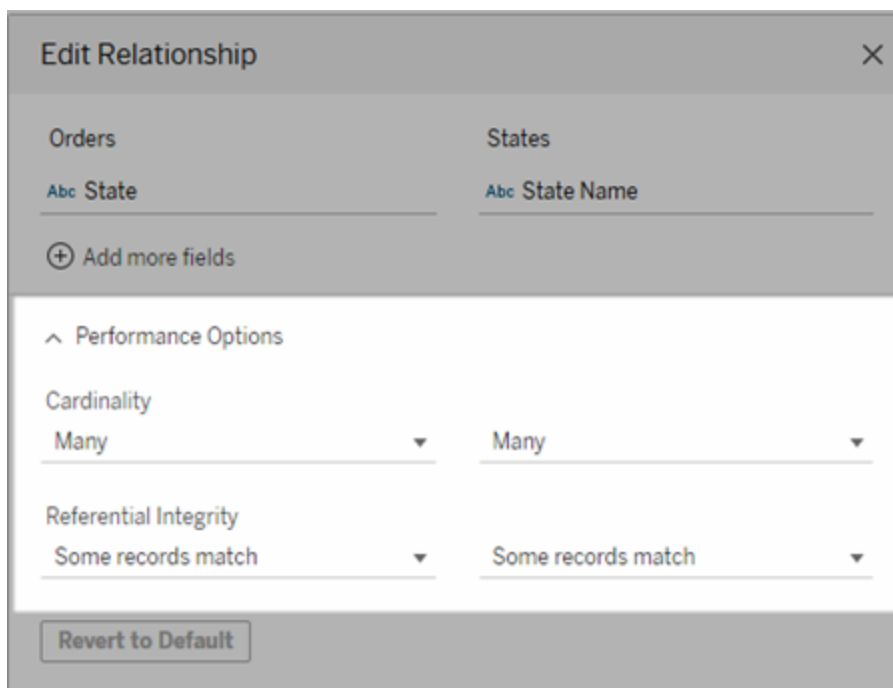 Edit Relationship
Orders States
Abc State Abc State Name
Add more fields
Performance Options
Cardinality
Many Many
Referential Integrity
Some records match Some records match
Revert to Default